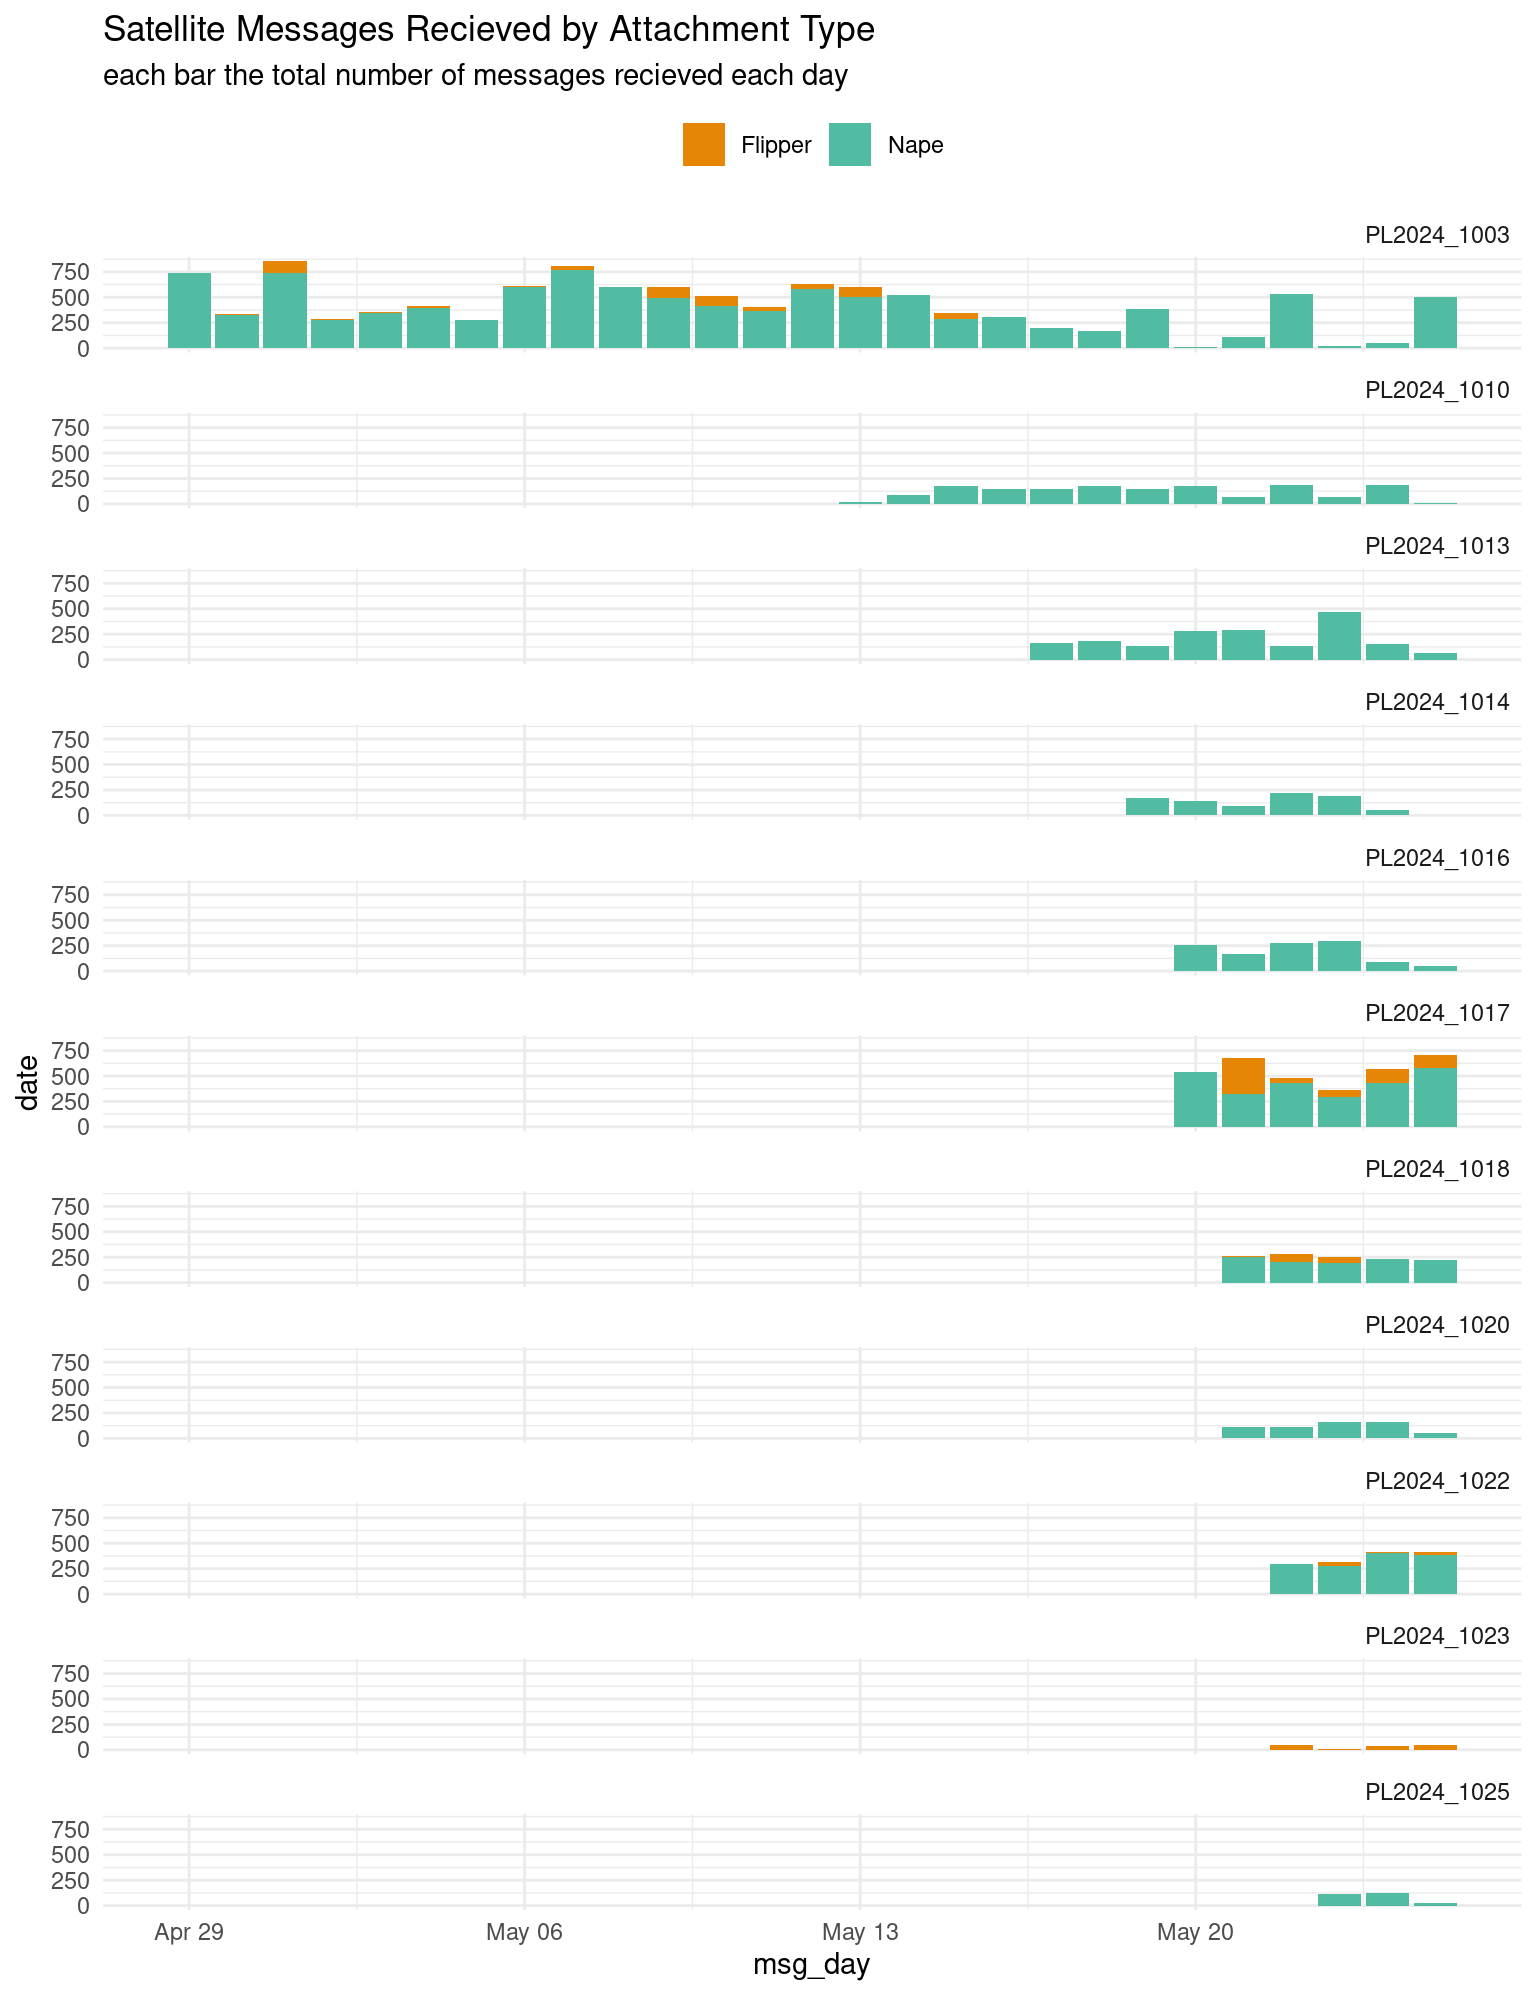 Satellite Messages Recieved by Attachment Type
each bar the total number of messages recieved each day
Flipper
Nape
PL2024_1003
750
500
250
0
PL2024_1010
750
500
250
0
PL2024_1013
750
500
250
0
PL2024_1014
750
500
250
0
PL2024_1016
750
500
250
0
PL2024_1017
750
500
250
0
date
PL2024_1018
750
500
250
0
PL2024_1020
750
500
250
0
PL2024_1022
750
500
250
0
PL2024_1023
750
500
250
0
PL2024_1025
750
500
250
0
Apr 29 May 06 May 13 May 20
msg_day